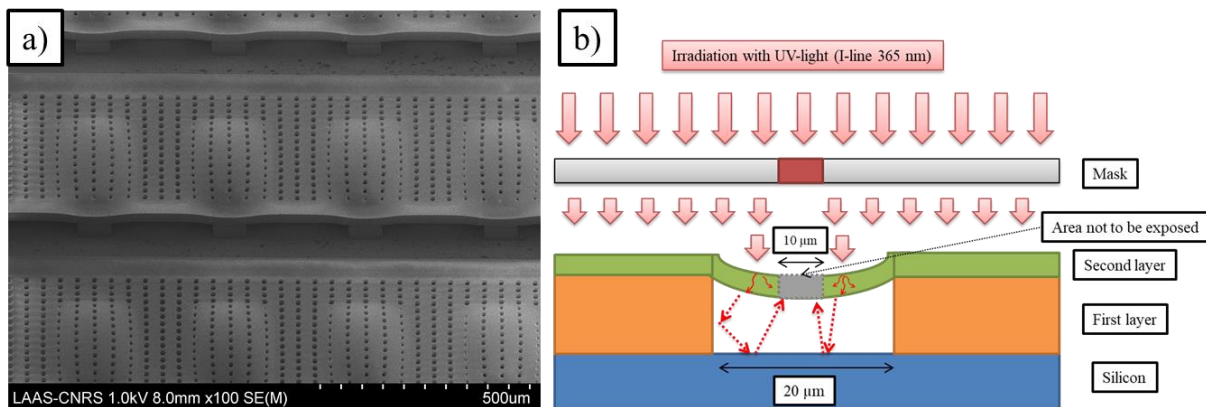 a)
LAAS-CNRS 1.0kV 8.0mm x100 SE(M)
500um
b)
Irradiation with UV-light (I-line 365 nm)
Mask
Area not to be exposed
10 µm
Second layer
First layer
20 µm
Silicon